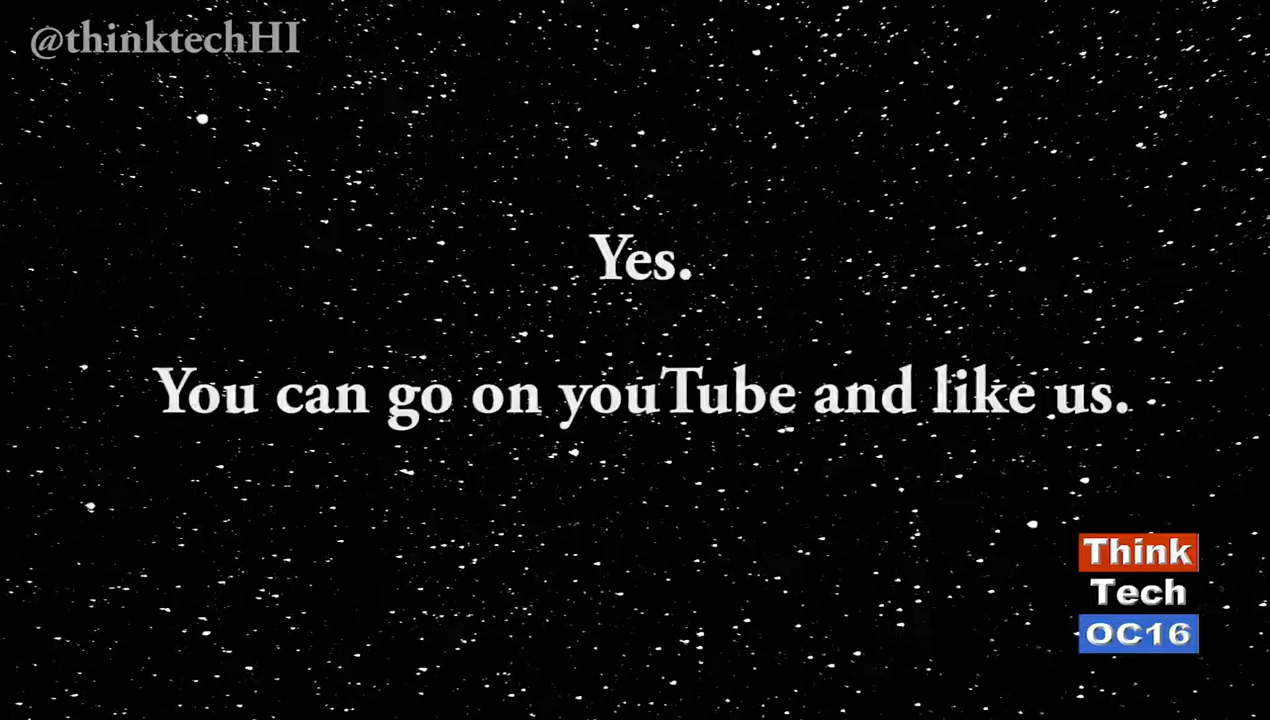 @thinktechHI
Yes.
You can go on youTube and like us.
Think
Tech
OC16